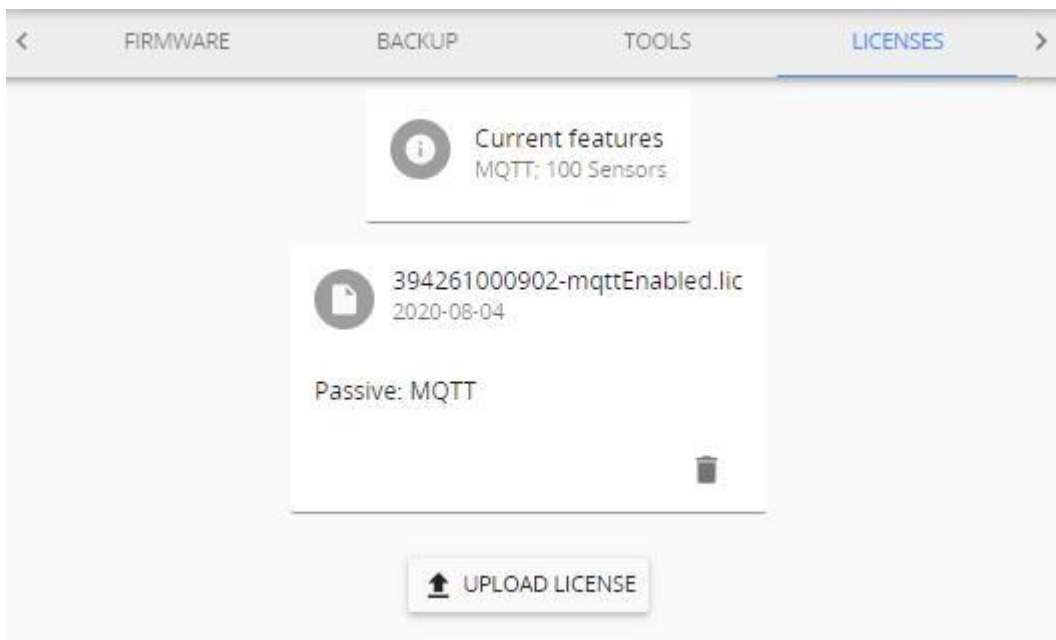 FIRMWARE BACKUP TOOLS LICENSES
Current features
MQTT; 100 Sensors
394261000902-mqttEnabled.lic
2020-08-04
Passive: MQTT
UPLOAD LICENSE